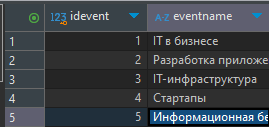 123 idevent A-Z eventname
1 1 IT в бизнесе
2 2 Разработка приложе
3 3 IT-инфраструктура
4 4 Стартапы
5 5 Информационная бе